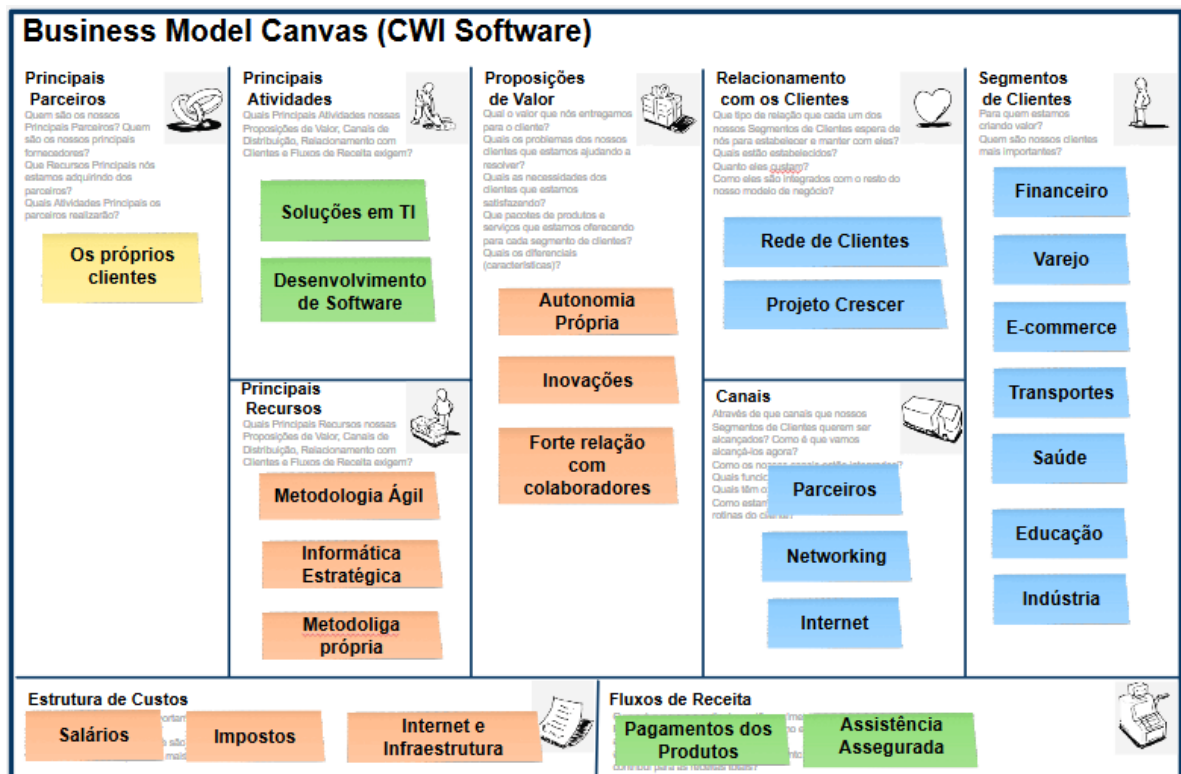 Business Model Canvas (CWI Software)
Principais
Parceiros
Quem são os nossos
Principais Parceiros? Quem
são os nossos principais
fornecedores?
Que Recursos Principais nós
estamos adquirindo dos
parceiros?
Quais Atividades Principais os
parceiros realizarão?
Os próprios
clientes
Principais
Atividades
Quais Principais Atividades nossas
Proposições de Valor, Canais de
Distribuição, Relacionamento com
Clientes e Fluxos de Receita exigem?
Soluções em TI
Desenvolvimento
de Software
Principais
Recursos
Quais Principais Recursos nossas
Proposições de Valor, Canais de
Distribuição, Relacionamento com
Clientes e Fluxos de Receita exigem?
Metodologia Ágil
Informática
Estratégica
Metodoliga
própria
Proposições
de Valor
Qual o valor que nós entregamos
para o cliente?
Quais os problemas dos nossos
clientes que estamos ajudando a
resolver?
Quais as necessidades dos
clientes que estamos
satisfazendo?
Que pacotes de produtos e
serviços que estamos oferecendo
para cada segmento de clientes?
Quais os diferenciais
(características)?
Autonomia
Própria
Inovações
Forte relação
com
colaboradores
Relacionamento
com os Clientes
Que tipo de relação que cada um dos
nossos Segmentos de Clientes espera de
nós para estabelecer e manter com eles?
Quais estão estabelecidos?
Quanto eles custam?
Como eles são integrados com o resto do
nosso modelo de negócio?
Rede de Clientes
Projeto Crescer
Canais
Através de que canais que nossos
Segmentos de Clientes querem ser
alcançados? Como é que vamos
alcançá-los agora?
Como os
Quais
Quais têm o
Como
rotinas do
Parceiros
Networking
Internet
Segmentos
de Clientes
Para quem estamos
criando valor?
Quem são nossos clientes
mais importantes?
Financeiro
Varejo
E-commerce
Transportes
Saúde
Educação
Indústria
Estrutura de Custos
são
mais
Salários
Impostos
Internet e
Infraestrutura
Fluxos de Receita
Pagamentos dos
Produtos
Assistência
Assegurada